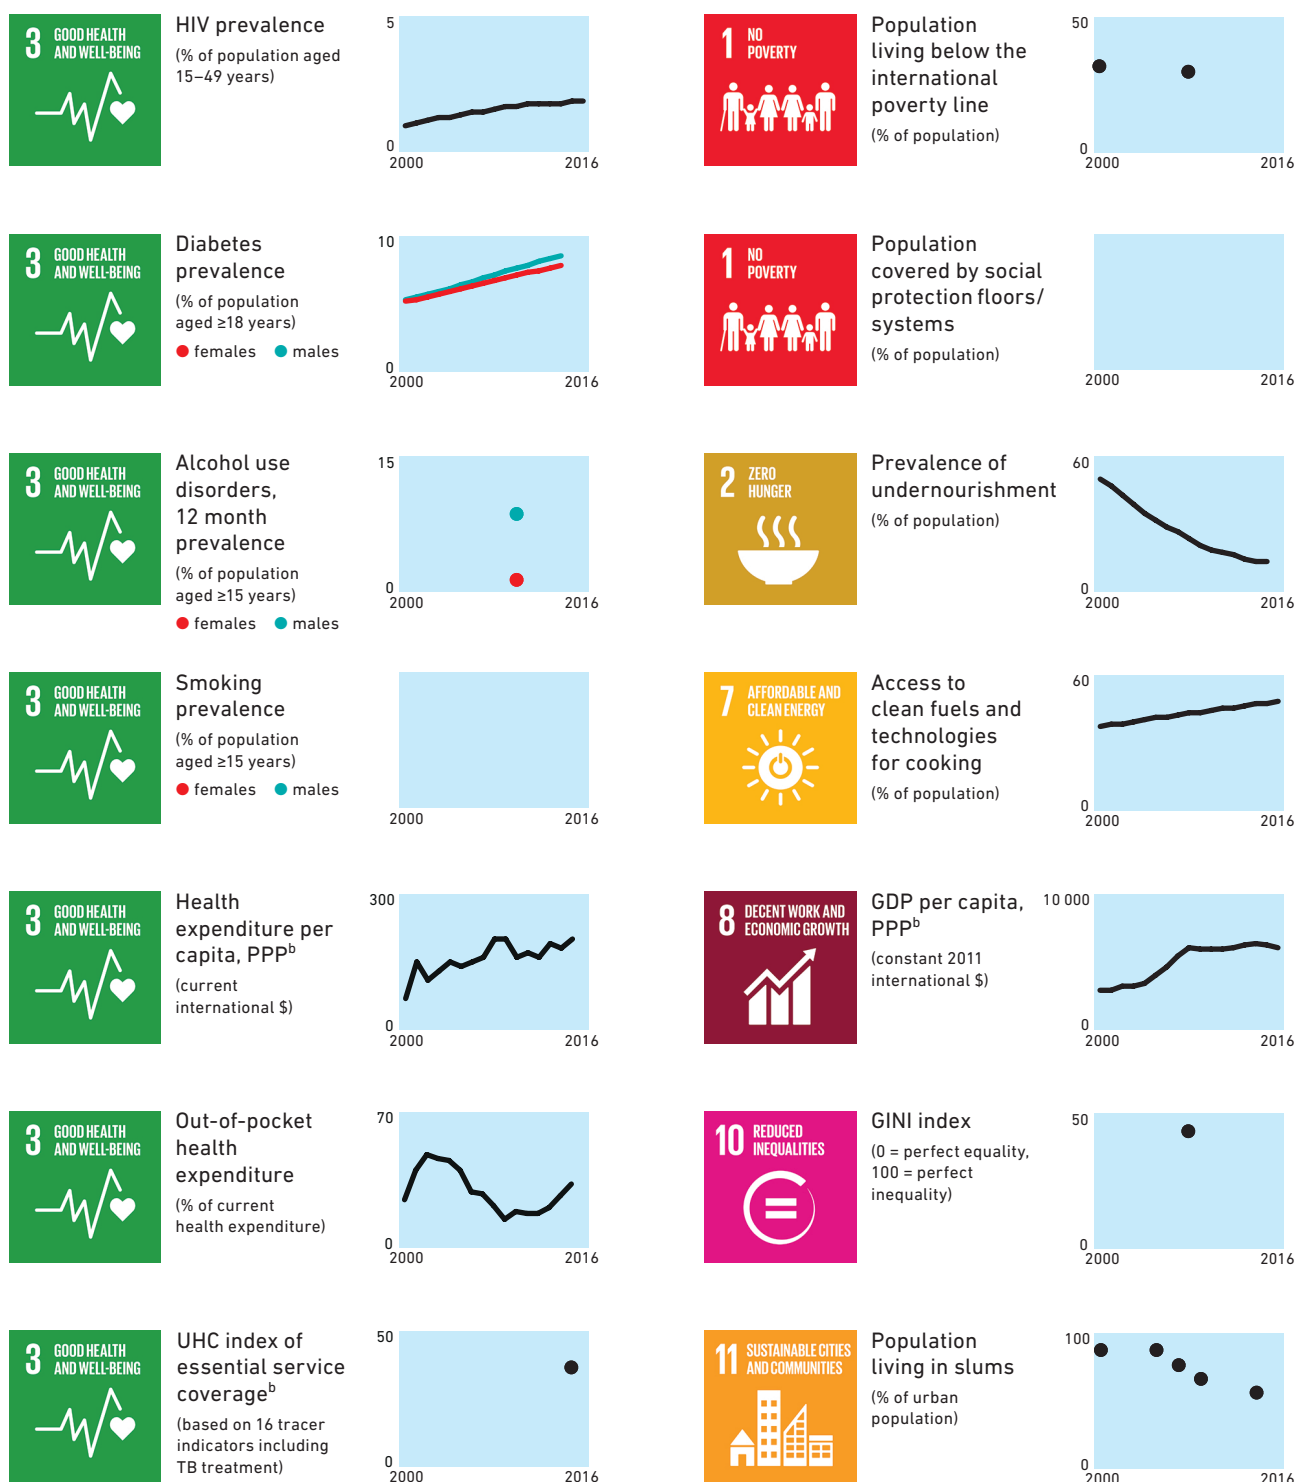 3 GOOD HEALTH
AND WELL-BEING
HIV prevalence
(% of population aged
15–49 years)
5
0
2000 2016
3 GOOD HEALTH
AND WELL-BEING
Diabetes
prevalence
(% of population
aged ≥18 years)
females males
10
0
2000 2016
3 GOOD HEALTH
AND WELL-BEING
Alcohol use
disorders,
12 month
prevalence
(% of population
aged ≥15 years)
females males
15
0
2000 2016
3 GOOD HEALTH
AND WELL-BEING
Smoking
prevalence
(% of population
aged ≥15 years)
females males
2000 2016
3 GOOD HEALTH
AND WELL-BEING
Health
expenditure per
capita, PPPb
(current
international $)
300
0
2000 2016
3 GOOD HEALTH
AND WELL-BEING
Out-of-pocket
health
expenditure
(% of current
health expenditure)
70
0
2000 2016
3 GOOD HEALTH
AND WELL-BEING
UHC index of
essential service
coverageb
(based on 16 tracer
indicators including
TB treatment)
50
0
2000 2016
1 NO
POVERTY
Population
living below the
international
poverty line
(% of population)
50
0
2000 2016
1 NO
POVERTY
Population
covered by social
protection floors/
systems
(% of population)
2000 2016
2 ZERO
HUNGER
Prevalence of
undernourishment
(% of population)
60
0
2000 2016
7 AFFORDABLE AND
CLEAN ENERGY
Access to
clean fuels and
technologies
for cooking
(% of population)
60
0
2000 2016
8 DECENT WORK AND
ECONOMIC GROWTH
GDP per capita,
PPPb
(constant 2011
international $)
10 000
0
2000 2016
10 REDUCED
INEQUALITIES
GINI index
(0 = perfect equality,
100 = perfect
inequality)
50
0
2000 2016
11 SUSTAINABLE CITIES
AND COMMUNITIES
Population
living in slums
(% of urban
population)
100
0
2000 2016